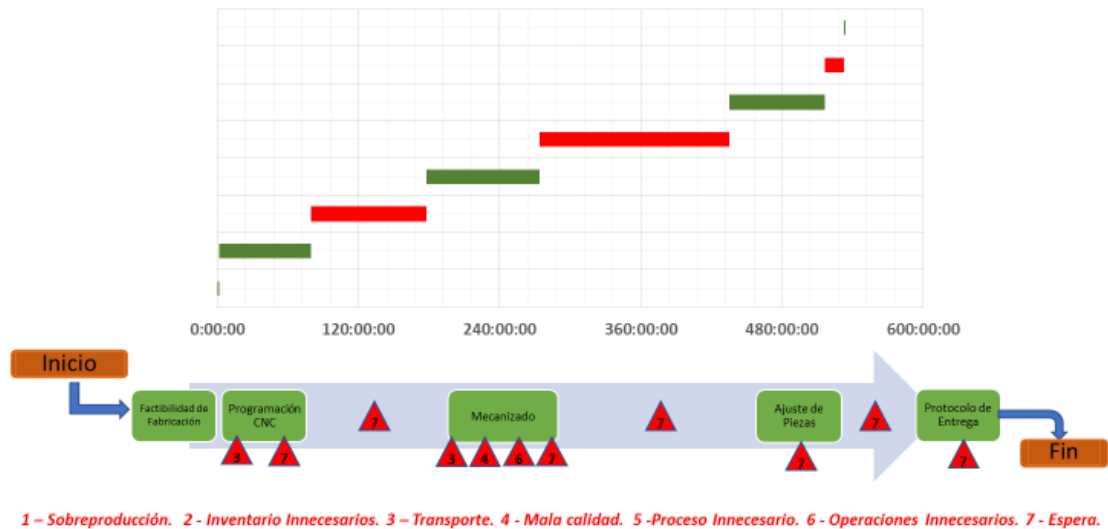 0:00:00 120:00:00 240:00:00 360:00:00 480:00:00 600:00:00
Inicio
Factibilidad de
Fabricación
Programación
CNC
3
7
7
Mecanizado
3
4
6
7
7
Ajuste de
Piezas
7
7
Protocolo de
Entrega
7
Fin
1 – Sobreproducción. 2 - Inventario Innecesarios. 3 – Transporte. 4 - Mala calidad. 5 -Proceso Innecesario. 6 - Operaciones Innecesarios. 7 - Espera.